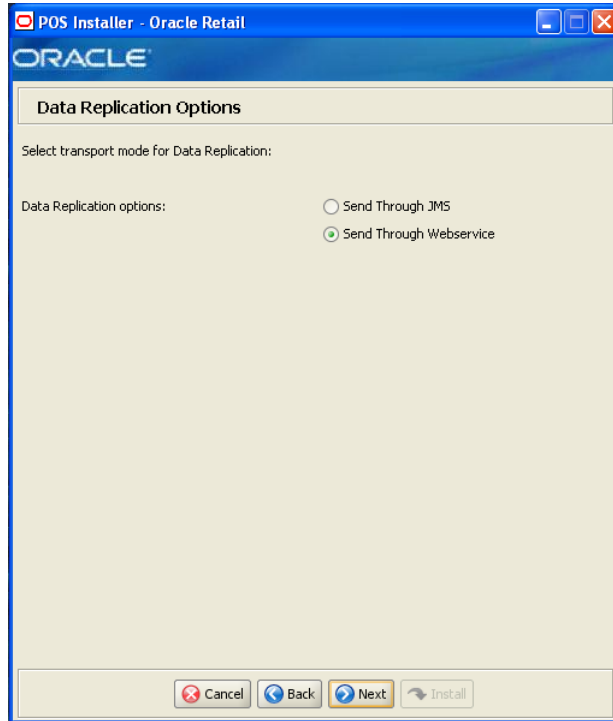 POS Installer - Oracle Retail
ORACLE
Data Replication Options
Select transport mode for Data Replication:
Data Replication options:
Send Through JMS
Send Through Webservice
Cancel
Back
Next
Install